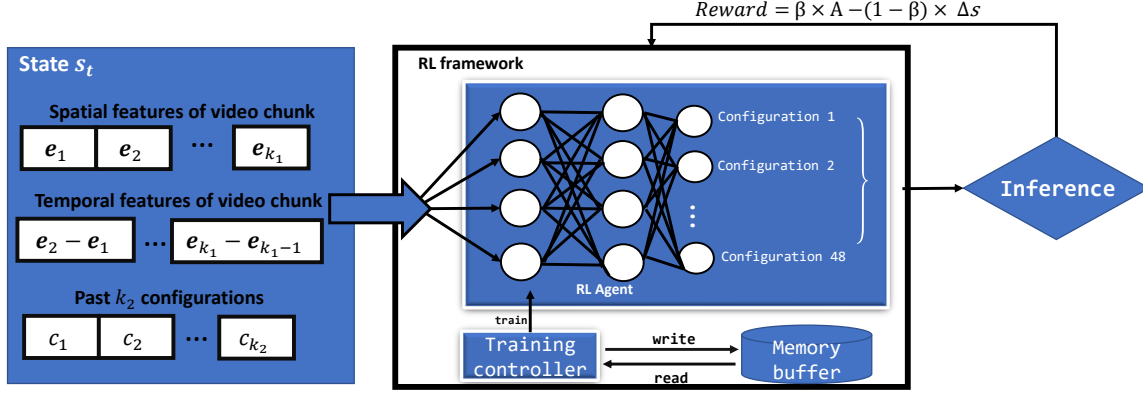 Reward = β × A −(1 − β) × Δs
State s_t
Spatial features of video chunk
e_1 e_2 ... e_{k_1}
Temporal features of video chunk
e_2 − e_1 ... e_{k_1} − e_{k_1−1}
Past k_2 configurations
c_1 c_2 ... c_{k_2}
RL framework
Configuration 1
Configuration 2
⋮
Configuration 48
RL Agent
train
Training
controller
write
read
Memory
buffer
Inference